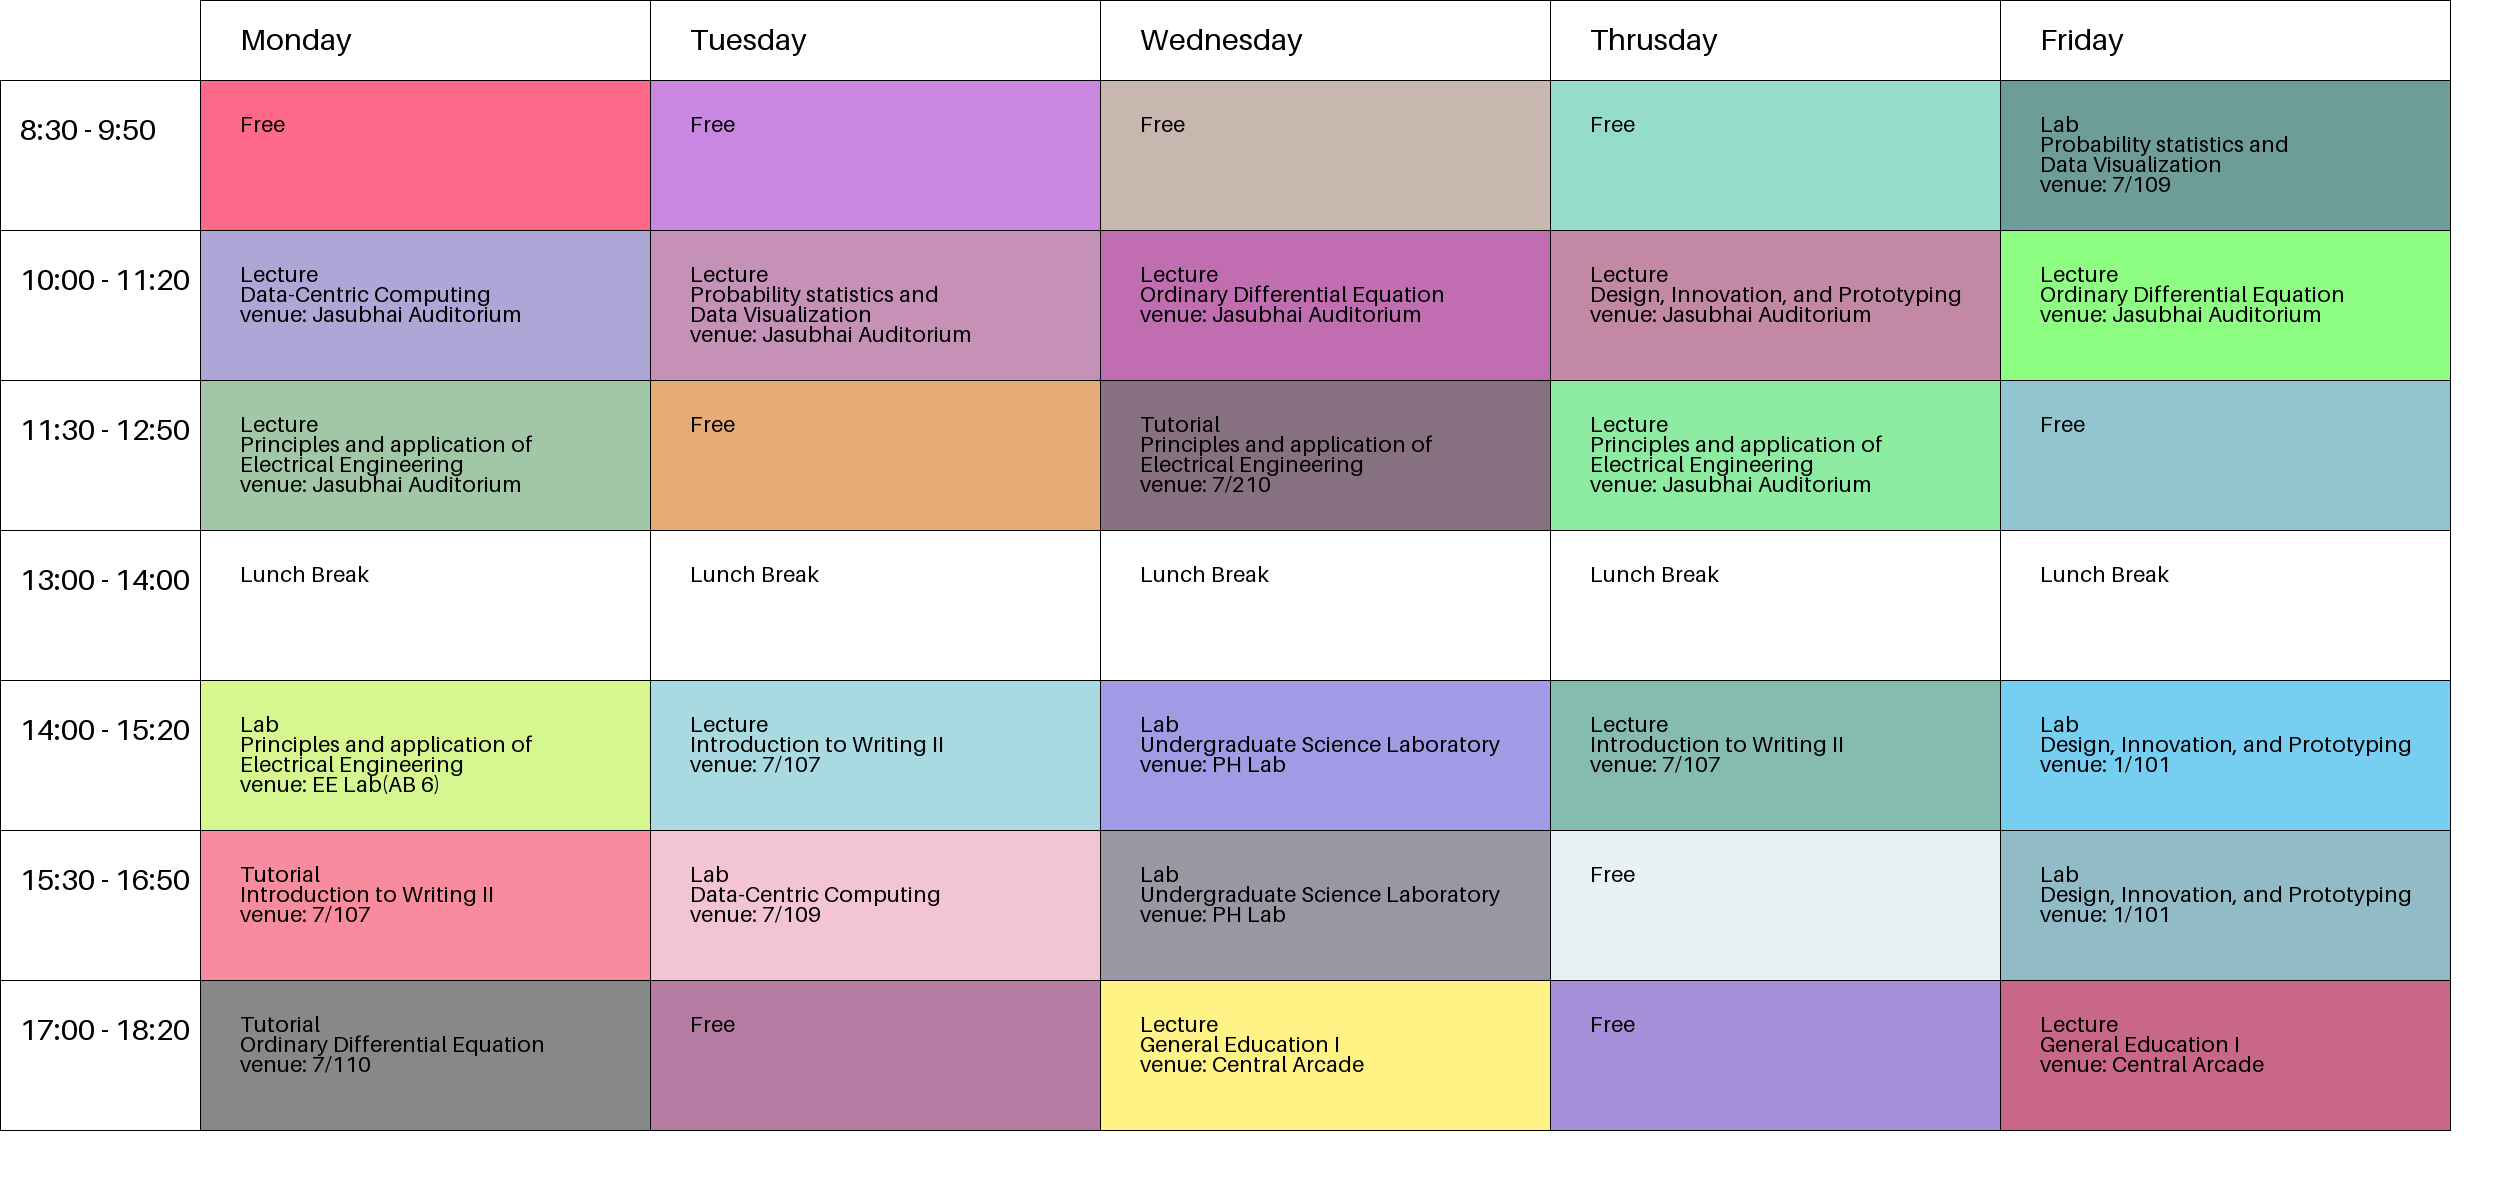 Monday
Tuesday
Wednesday
Thrusday
Friday
8:30 - 9:50
Free
Free
Free
Free
Lab
Probability statistics and
Data Visualization
venue: 7/109
10:00 - 11:20
Lecture
Data-Centric Computing
venue: Jasubhai Auditorium
Lecture
Probability statistics and
Data Visualization
venue: Jasubhai Auditorium
Lecture
Ordinary Differential Equation
venue: Jasubhai Auditorium
Lecture
Design, Innovation, and Prototyping
venue: Jasubhai Auditorium
Lecture
Ordinary Differential Equation
venue: Jasubhai Auditorium
11:30 - 12:50
Lecture
Principles and application of
Electrical Engineering
venue: Jasubhai Auditorium
Free
Tutorial
Principles and application of
Electrical Engineering
venue: 7/210
Lecture
Principles and application of
Electrical Engineering
venue: Jasubhai Auditorium
Free
13:00 - 14:00
Lunch Break
Lunch Break
Lunch Break
Lunch Break
Lunch Break
14:00 - 15:20
Lab
Principles and application of
Electrical Engineering
venue: EE Lab(AB 6)
Lecture
Introduction to Writing II
venue: 7/107
Lab
Undergraduate Science Laboratory
venue: PH Lab
Lecture
Introduction to Writing II
venue: 7/107
Lab
Design, Innovation, and Prototyping
venue: 1/101
15:30 - 16:50
Tutorial
Introduction to Writing II
venue: 7/107
Lab
Data-Centric Computing
venue: 7/109
Lab
Undergraduate Science Laboratory
venue: PH Lab
Free
Lab
Design, Innovation, and Prototyping
venue: 1/101
17:00 - 18:20
Tutorial
Ordinary Differential Equation
venue: 7/110
Free
Lecture
General Education I
venue: Central Arcade
Free
Lecture
General Education I
venue: Central Arcade